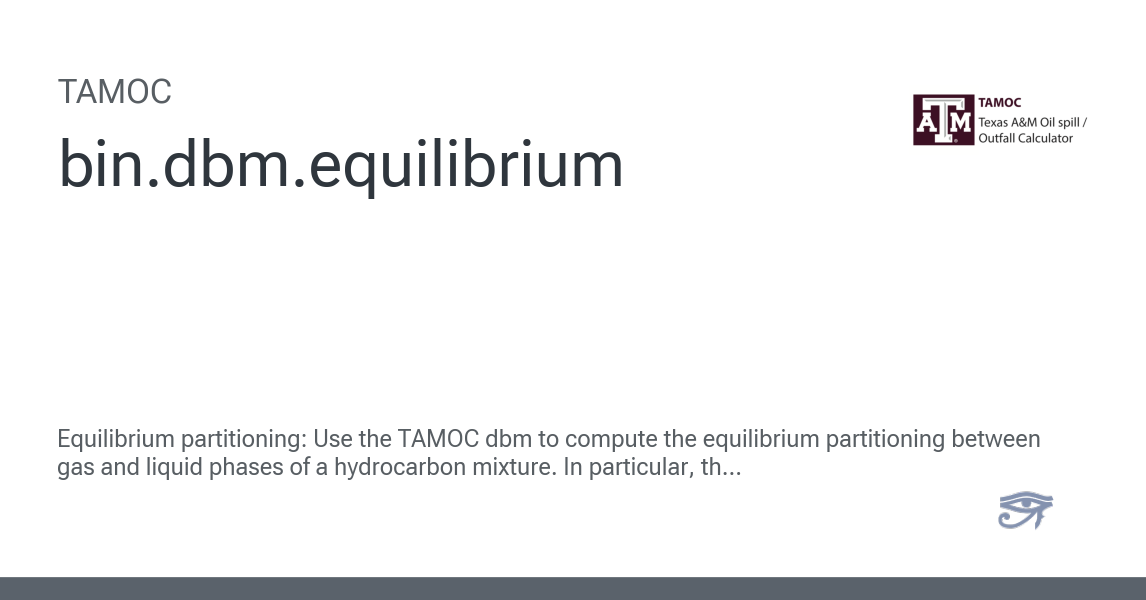 TAMOC
bin.dbm.equilibrium
ATM
TAMOC
Texas A&M Oil spill /
Outfall Calculator
Equilibrium partitioning: Use the TAMOC dbm to compute the equilibrium partitioning between
gas and liquid phases of a hydrocarbon mixture. In particular, th...